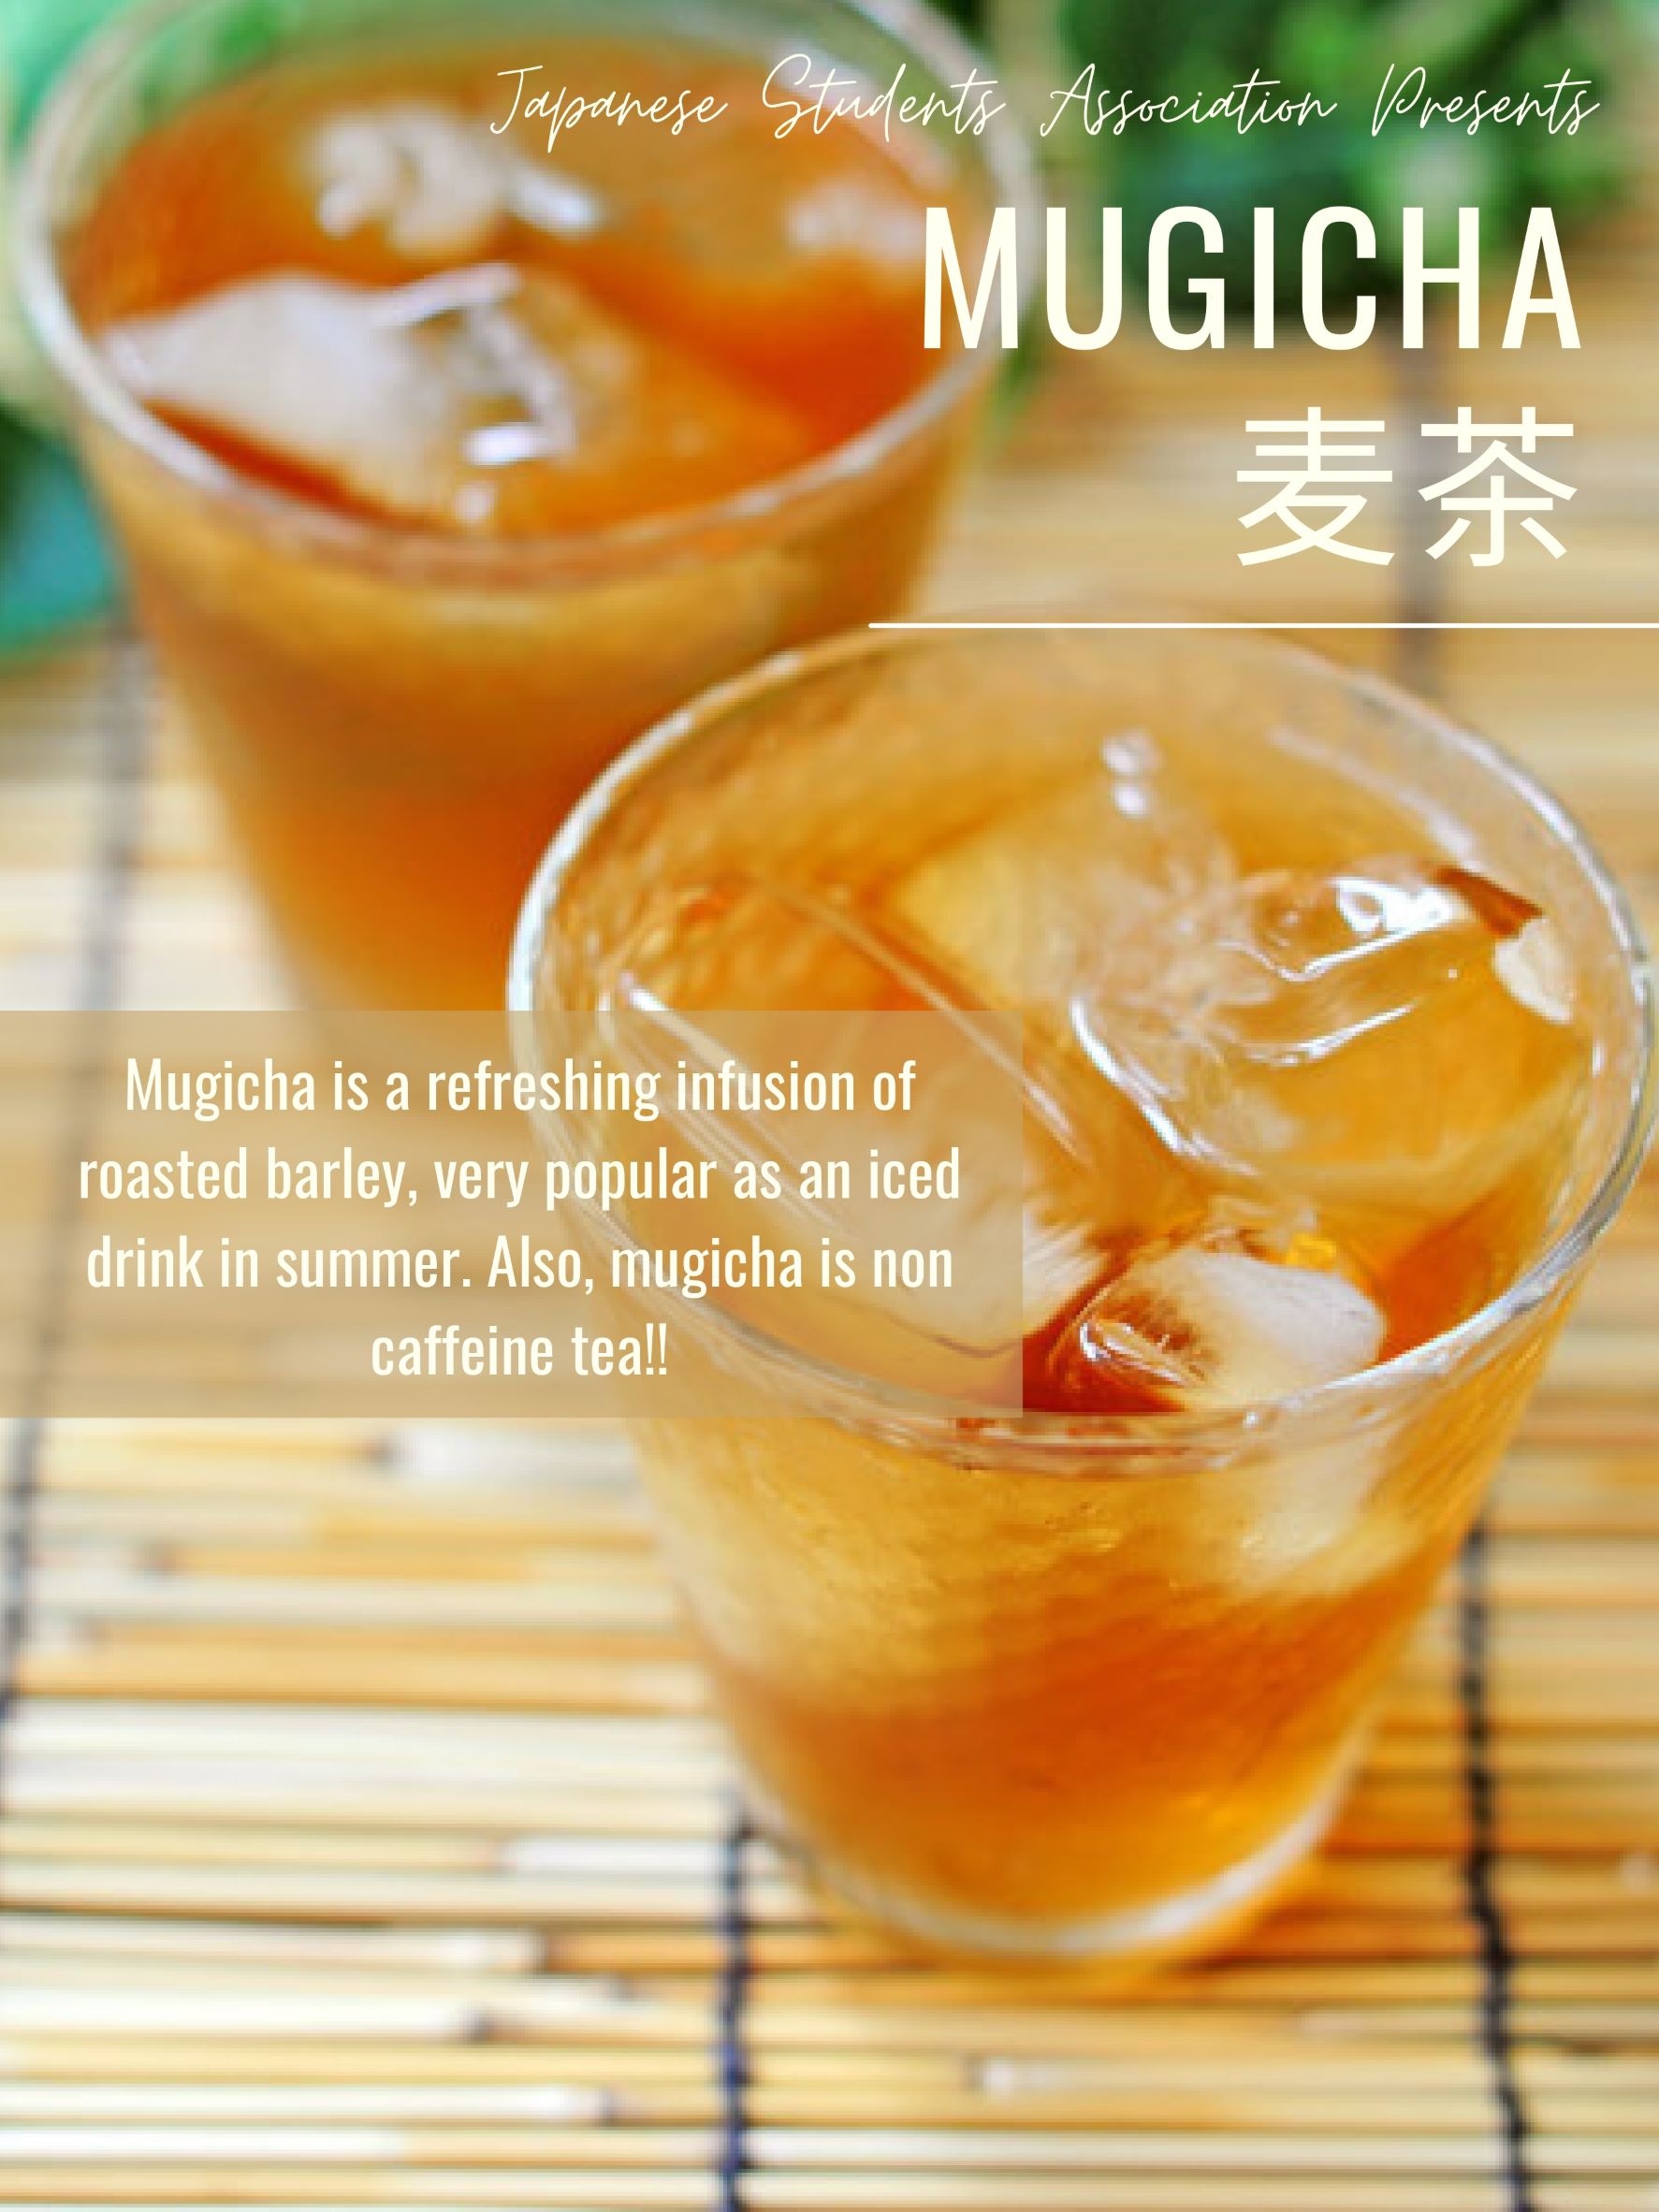 Japanese Students Association Presents
MUGICHA
麦茶
Mugicha is a refreshing infusion of
roasted barley, very popular as an iced
drink in summer. Also, mugicha is non
caffeine tea!!